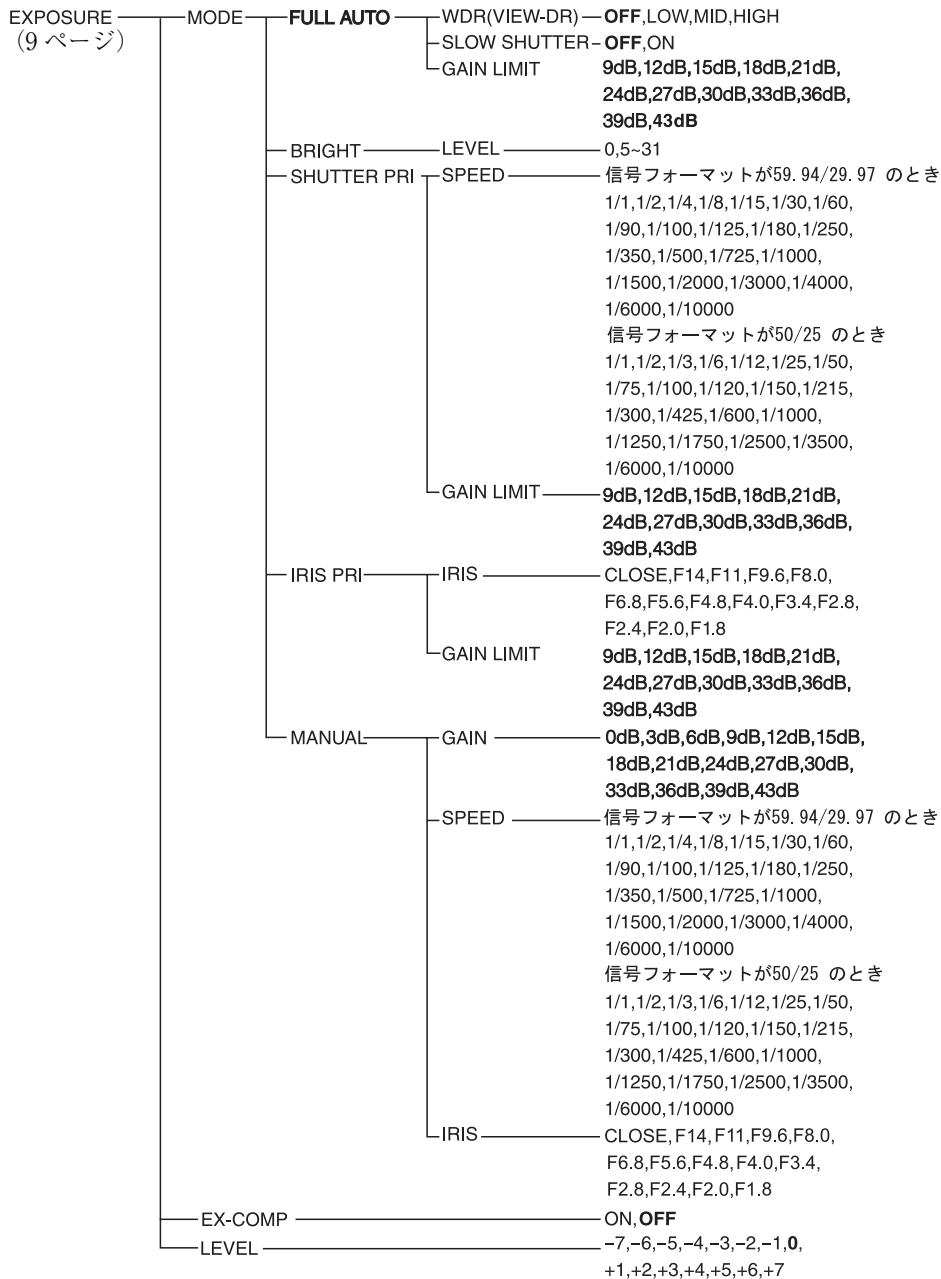 EXPOSURE MODE FULL AUTO WDR(VIEW-DR) OFF,LOW,MID,HIGH
(9 ページ)
SLOW SHUTTER OFF,ON
GAIN LIMIT 9dB,12dB,15dB,18dB,21dB,
24dB,27dB,30dB,33dB,36dB,
39dB,43dB
BRIGHT LEVEL 0,5~31
SHUTTER PRI SPEED 信号フォーマットが59.94/29.97 のとき
1/1,1/2,1/4,1/8,1/15,1/30,1/60,
1/90,1/100,1/125,1/180,1/250,
1/350,1/500,1/725,1/1000,
1/1500,1/2000,1/3000,1/4000,
1/6000,1/10000
信号フォーマットが50/25 のとき
1/1,1/2,1/3,1/6,1/12,1/25,1/50,
1/75,1/100,1/120,1/150,1/215,
1/300,1/425,1/600,1/1000,
1/1250,1/1750,1/2500,1/3500,
1/6000,1/10000
GAIN LIMIT 9dB,12dB,15dB,18dB,21dB,
24dB,27dB,30dB,33dB,36dB,
39dB,43dB
IRIS PRI IRIS CLOSE,F14,F11,F9.6,F8.0,
F6.8,F5.6,F4.8,F4.0,F3.4,F2.8,
F2.4,F2.0,F1.8
GAIN LIMIT 9dB,12dB,15dB,18dB,21dB,
24dB,27dB,30dB,33dB,36dB,
39dB,43dB
MANUAL GAIN 0dB,3dB,6dB,9dB,12dB,15dB,
18dB,21dB,24dB,27dB,30dB,
33dB,36dB,39dB,43dB
SPEED 信号フォーマットが59.94/29.97 のとき
1/1,1/2,1/4,1/8,1/15,1/30,1/60,
1/90,1/100,1/125,1/180,1/250,
1/350,1/500,1/725,1/1000,
1/1500,1/2000,1/3000,1/4000,
1/6000,1/10000
信号フォーマットが50/25 のとき
1/1,1/2,1/3,1/6,1/12,1/25,1/50,
1/75,1/100,1/120,1/150,1/215,
1/300,1/425,1/600,1/1000,
1/1250,1/1750,1/2500,1/3500,
1/6000,1/10000
IRIS CLOSE,F14,F11,F9.6,F8.0,
F6.8,F5.6,F4.8,F4.0,F3.4,
F2.8,F2.4,F2.0,F1.8
EX-COMP ON,OFF
LEVEL –7,–6,–5,–4,–3,–2,–1,0,
+1,+2,+3,+4,+5,+6,+7